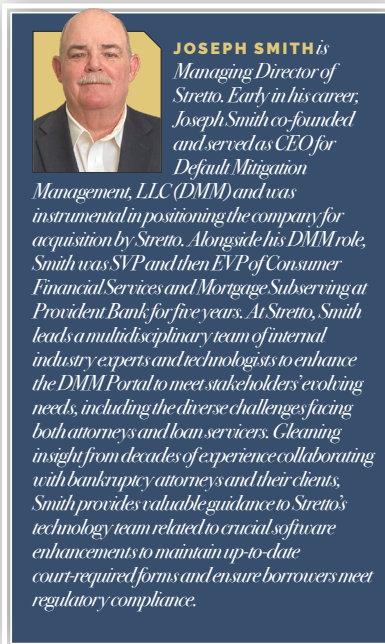 JOSEPH SMITH is
Managing Director of
Stretto. Early in his career,
Joseph Smith co-founded
and served as CEO for
Default Mitigation
Management, LLC (DMM) and was
instrumental in positioning the company for
acquisition by Stretto. Alongside his DMM role,
Smith was SVP and then EVP of Consumer
Financial Services and Mortgage Subserving at
Provident Bank for five years. At Stretto, Smith
leads a multidisciplinary team of internal
industry experts and technologists to enhance
the DMM Portal to meet stakeholders' evolving
needs, including the diverse challenges facing
both attorneys and loan servicers. Gleaning
insight from decades of experience collaborating
with bankruptcy attorneys and their clients,
Smith provides valuable guidance to Stretto's
technology team related to crucial software
enhancements to maintain up-to-date
court-required forms and ensure borrowers meet
regulatory compliance.